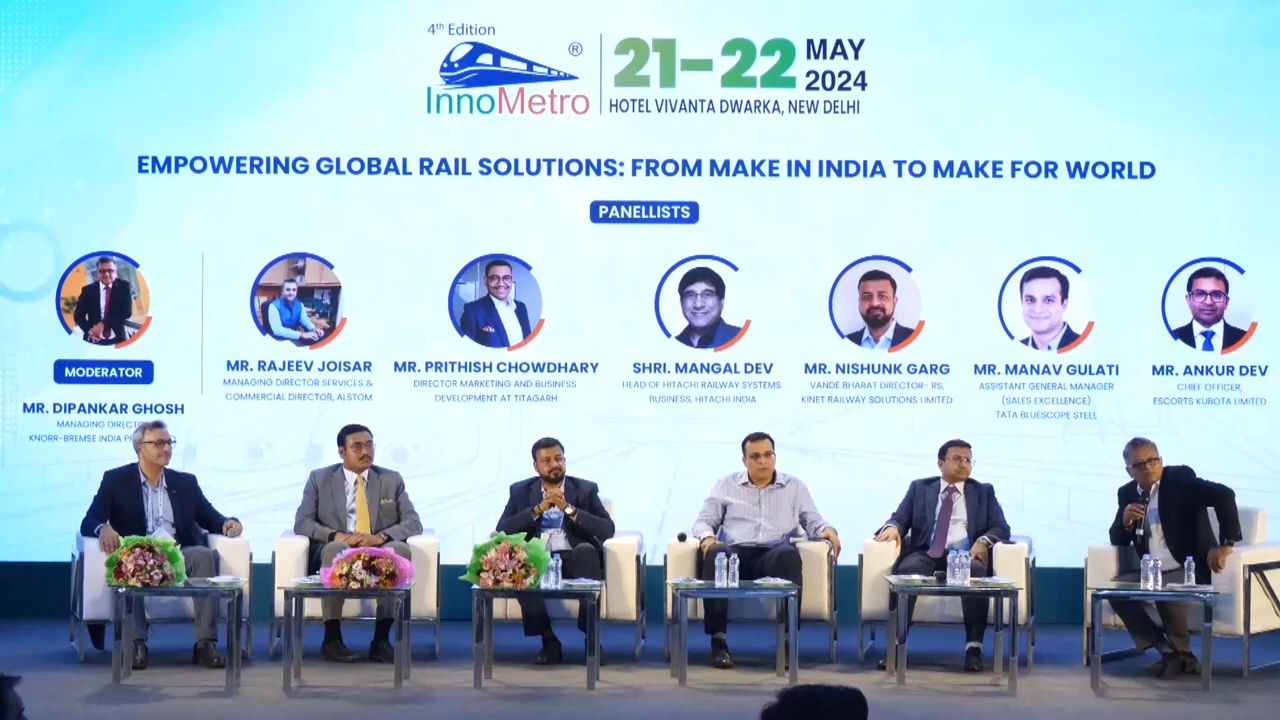 4th Edition
InnoMetro ®
21-22 MAY 2024
HOTEL VIVANTA DWARKA, NEW DELHI
EMPOWERING GLOBAL RAIL SOLUTIONS: FROM MAKE IN INDIA TO MAKE FOR WORLD
PANELLISTS
MODERATOR
MR. DIPANKAR GHOSH
MANAGING
KNORR-BREMSE INDIA
MR. RAJEEV JOISAR
MANAGING DIRECTOR SERVICES &
COMMERCIAL DIRECTOR, ALSTOM
MR. PRITHISH CHOWDHARY
DIRECTOR MARKETING AND BUSINESS
DEVELOPMENT AT TITAGARH
SHRI. MANGAL DEV
HEAD OF HITACHI RAILWAY SYSTEMS
BUSINESS, HITACHI INDIA
MR. NISHUNK GARG
VANDE BHARAT DIRECTOR- RS,
KINET RAILWAY SOLUTIONS LIMITED
MR. MANAV GULATI
ASSISTANT GENERAL MANAGER
(SALES EXCELLENCE)
TATA BLUESCOPE STEEL
MR. ANKUR DEV
CHIEF OFFICER,
ESCORTS KUBOTA LIMITED